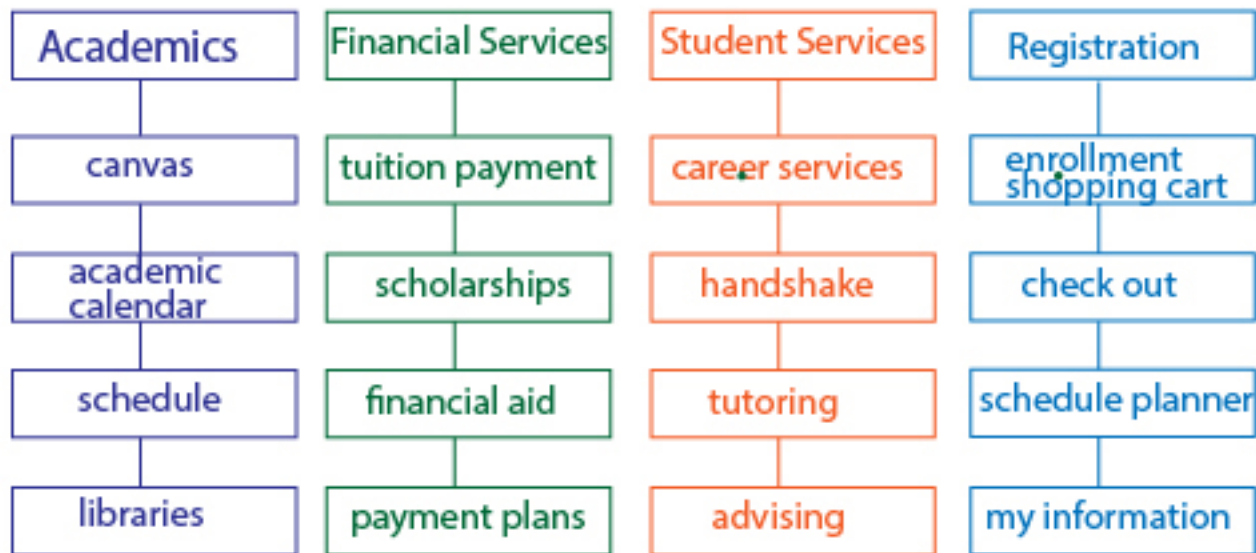 Academics
Financial Services
Student Services
Registration
canvas
tuition payment
career services
enrollment
shopping cart
academic
calendar
scholarships
handshake
check out
schedule
financial aid
tutoring
schedule planner
libraries
payment plans
advising
my information